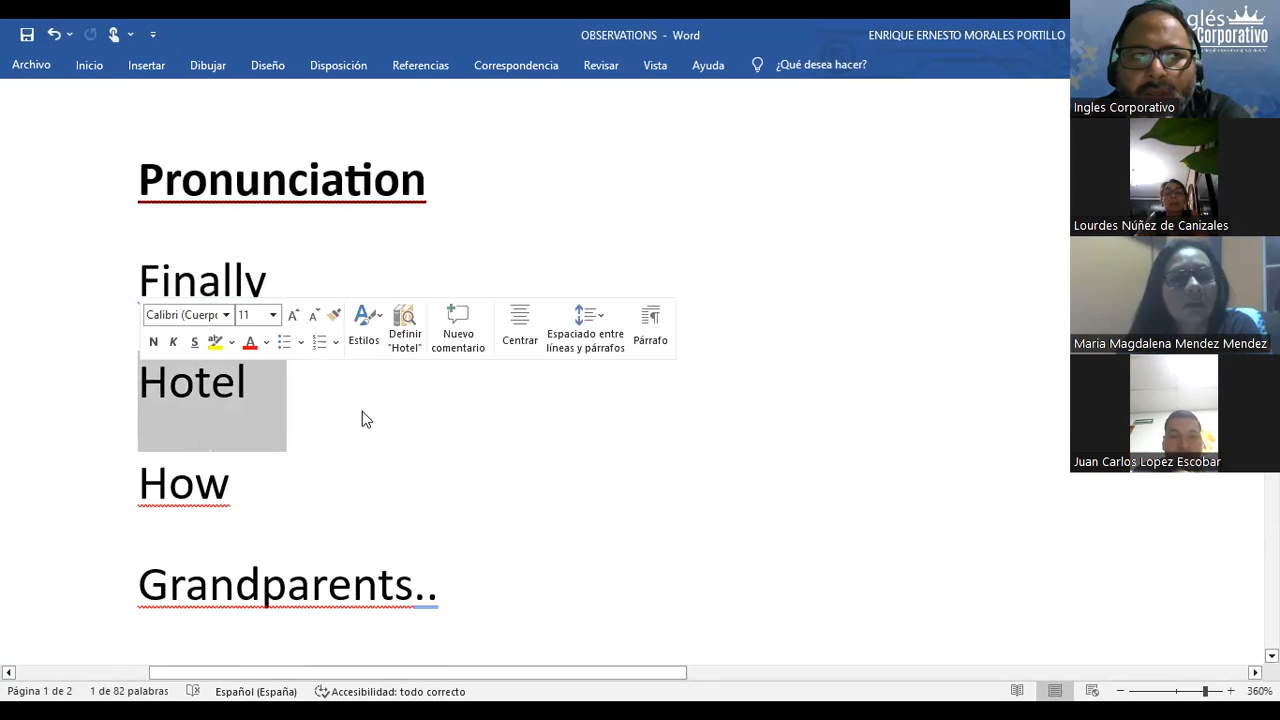 OBSERVATIONS - Word
ENRIQUE ERNESTO MORALES PORTILLO
Archivo Inicio Insertar Dibujar Diseño Disposición Referencias Correspondencia Revisar Vista Ayuda ¿Qué desea hacer?
Pronunciation
Finally
Calibri (Cuerpo 11
N K S
Estilos
Definir "Hotel"
Nuevo comentario
Centrar
Espaciado entre líneas y párrafos
Párrafo
Hotel
How
Grandparents..
Página 1 de 2 1 de 82 palabras Español (España) Accesibilidad: todo correcto 360%
glés
Corporativo
Ingles Corporativo
Lourdes Núñez de Canizales
Maria Magdalena Mendez Mendez
Juan Carlos Lopez Escobar